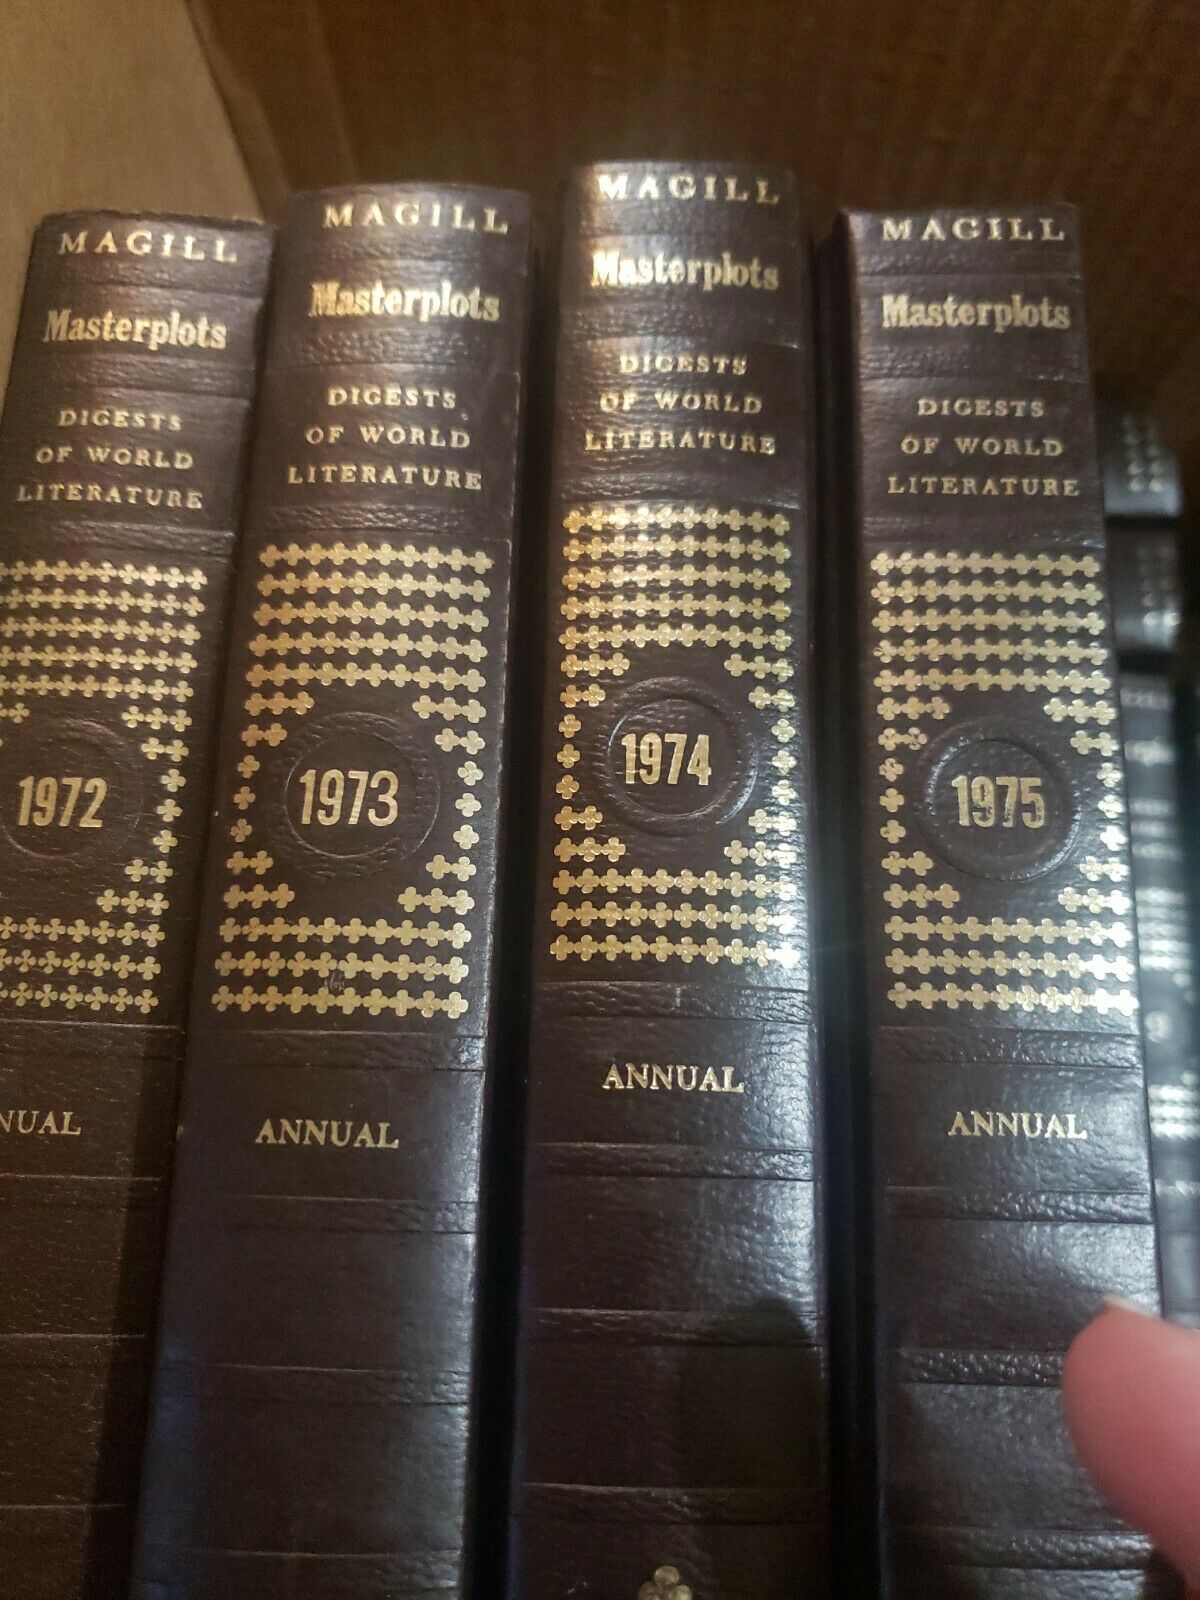 MAGILL
Masterplots
DIGESTS
OF WORLD
LITERATURE
1972
NUAL
MAGILL
Masterplots
DIGESTS
OF WORLD
LITERATURE
1973
ANNUAL
MAGILL
Masterplots
DIGESTS
OF WORLD
LITERATURE
1974
ANNUAL
MAGILL
Masterplots
DIGESTS
OF WORLD
LITERATURE
1975
ANNUAL